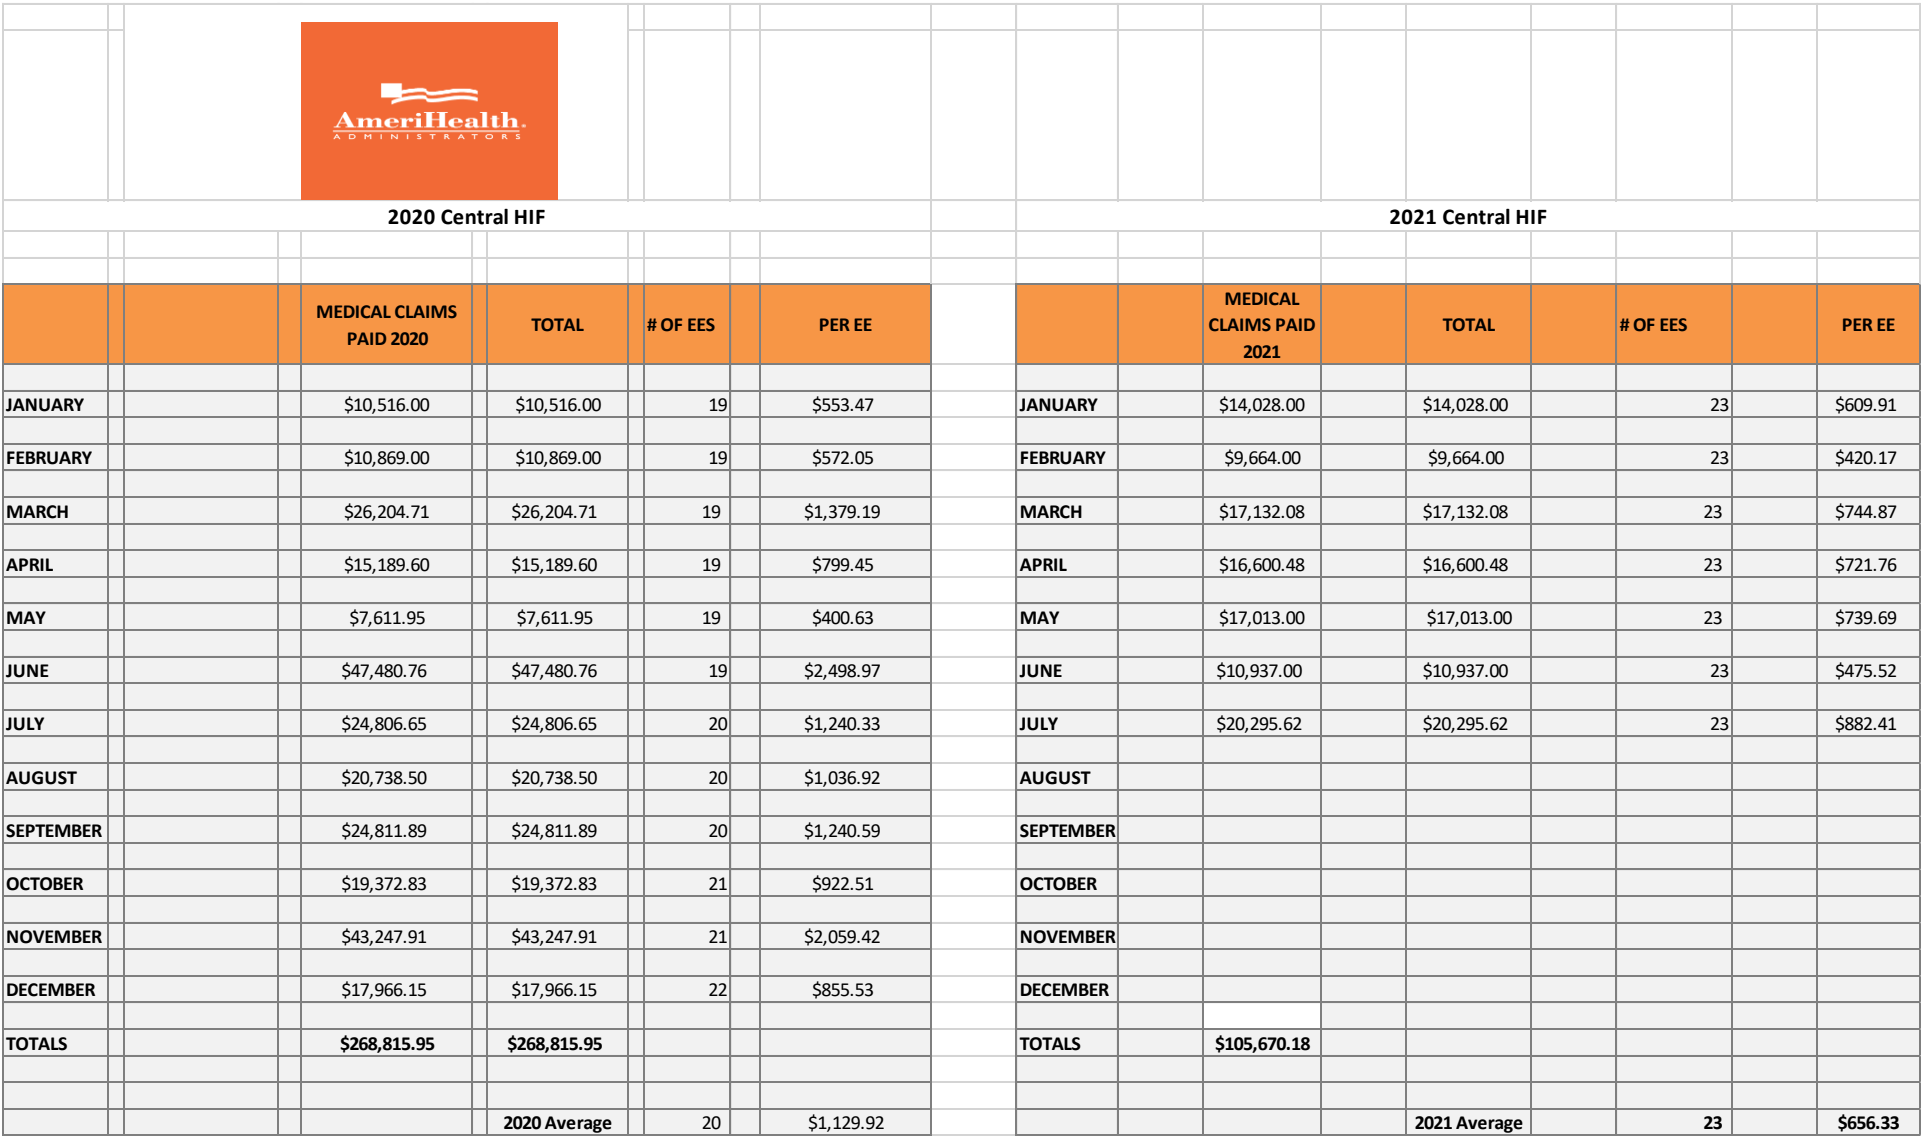 AmeriHealth.
ADMINISTRATORS
2020 Central HIF 2021 Central HIF
MEDICAL CLAIMS PAID 2020 TOTAL # OF EES PER EE MEDICAL CLAIMS PAID 2021 TOTAL # OF EES PER EE
JANUARY $10,516.00 $10,516.00 19 $553.47 JANUARY $14,028.00 $14,028.00 23 $609.91
FEBRUARY $10,869.00 $10,869.00 19 $572.05 FEBRUARY $9,664.00 $9,664.00 23 $420.17
MARCH $26,204.71 $26,204.71 19 $1,379.19 MARCH $17,132.08 $17,132.08 23 $744.87
APRIL $15,189.60 $15,189.60 19 $799.45 APRIL $16,600.48 $16,600.48 23 $721.76
MAY $7,611.95 $7,611.95 19 $400.63 MAY $17,013.00 $17,013.00 23 $739.69
JUNE $47,480.76 $47,480.76 19 $2,498.97 JUNE $10,937.00 $10,937.00 23 $475.52
JULY $24,806.65 $24,806.65 20 $1,240.33 JULY $20,295.62 $20,295.62 23 $882.41
AUGUST $20,738.50 $20,738.50 20 $1,036.92 AUGUST
SEPTEMBER $24,811.89 $24,811.89 20 $1,240.59 SEPTEMBER
OCTOBER $19,372.83 $19,372.83 21 $922.51 OCTOBER
NOVEMBER $43,247.91 $43,247.91 21 $2,059.42 NOVEMBER
DECEMBER $17,966.15 $17,966.15 22 $855.53 DECEMBER
TOTALS $268,815.95 $268,815.95 TOTALS $105,670.18
2020 Average 20 $1,129.92 2021 Average 23 $656.33